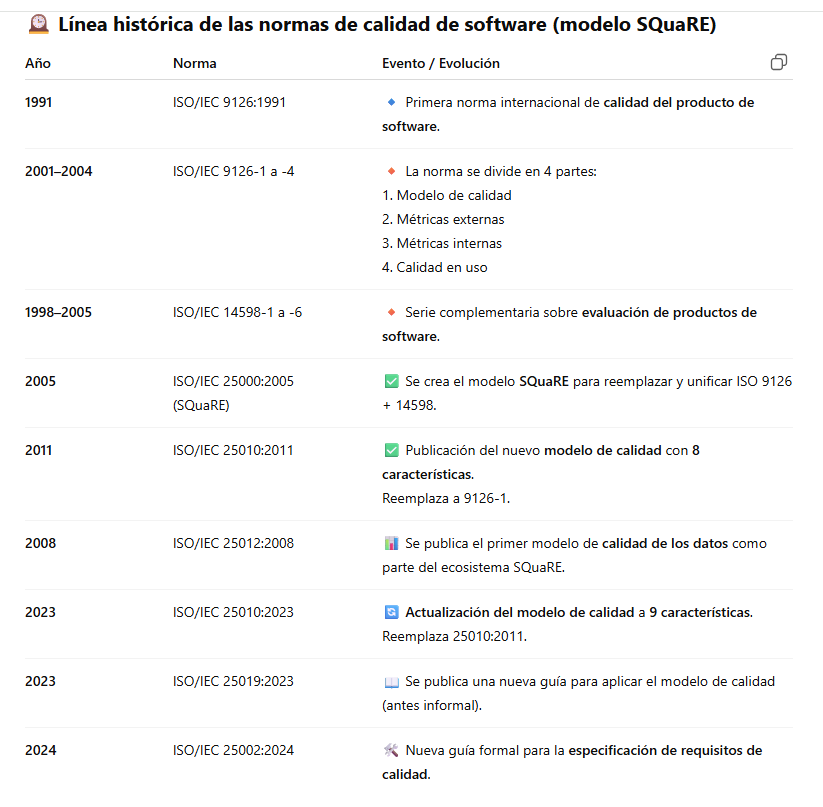 Línea histórica de las normas de calidad de software (modelo SQuaRE)
Año Norma Evento / Evolución
1991 ISO/IEC 9126:1991 Primera norma internacional de calidad del producto de
software.
2001–2004 ISO/IEC 9126-1 a -4 La norma se divide en 4 partes:
1. Modelo de calidad
2. Métricas externas
3. Métricas internas
4. Calidad en uso
1998–2005 ISO/IEC 14598-1 a -6 Serie complementaria sobre evaluación de productos de
software.
2005 ISO/IEC 25000:2005 Se crea el modelo SQuaRE para reemplazar y unificar ISO 9126
(SQuaRE) + 14598.
2011 ISO/IEC 25010:2011 Publicación del nuevo modelo de calidad con 8
características.
Reemplaza a 9126-1.
2008 ISO/IEC 25012:2008 Se publica el primer modelo de calidad de los datos como
parte del ecosistema SQuaRE.
2023 ISO/IEC 25010:2023 Actualización del modelo de calidad a 9 características.
Reemplaza 25010:2011.
2023 ISO/IEC 25019:2023 Se publica una nueva guía para aplicar el modelo de calidad
(antes informal).
2024 ISO/IEC 25002:2024 Nueva guía formal para la especificación de requisitos de
calidad.